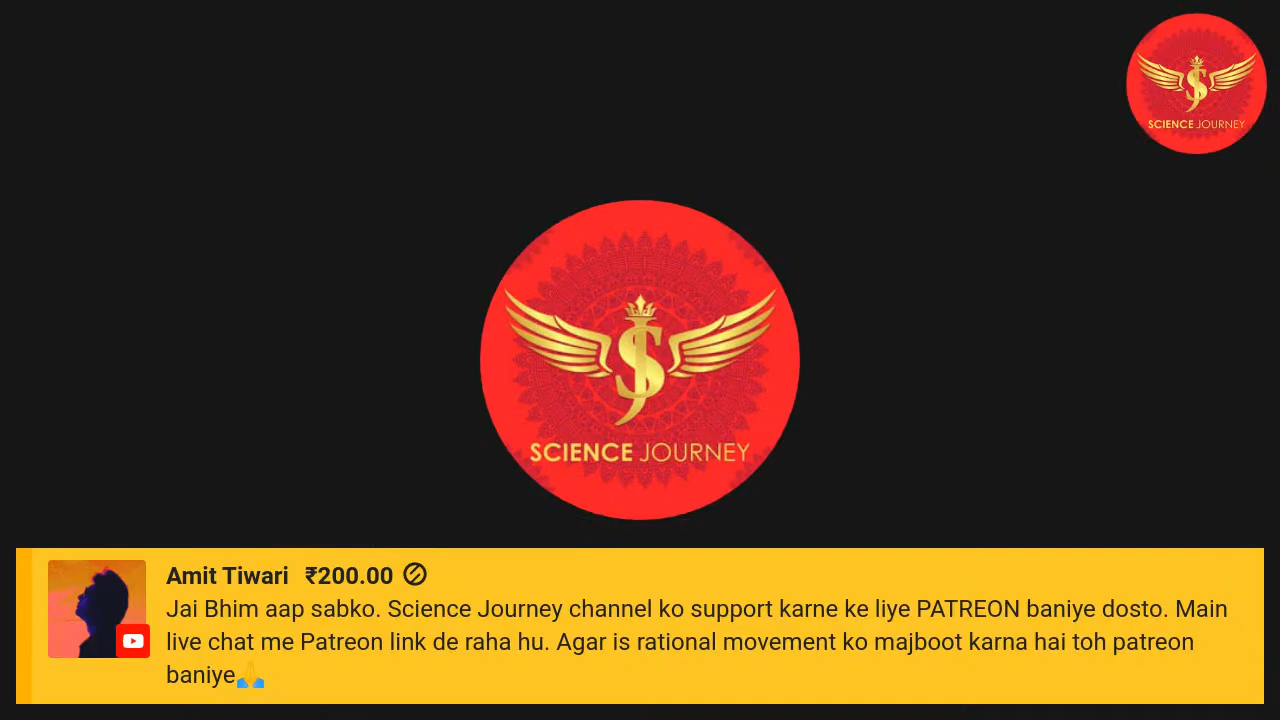 SCIENCE JOURNEY
SCIENCE JOURNEY
Amit Tiwari ₹200.00
Jai Bhim aap sabko. Science Journey channel ko support karne ke liye PATREON baniye dosto. Main
live chat me Patreon link de raha hu. Agar is rational movement ko majboot karna hai toh patreon
baniye🙏